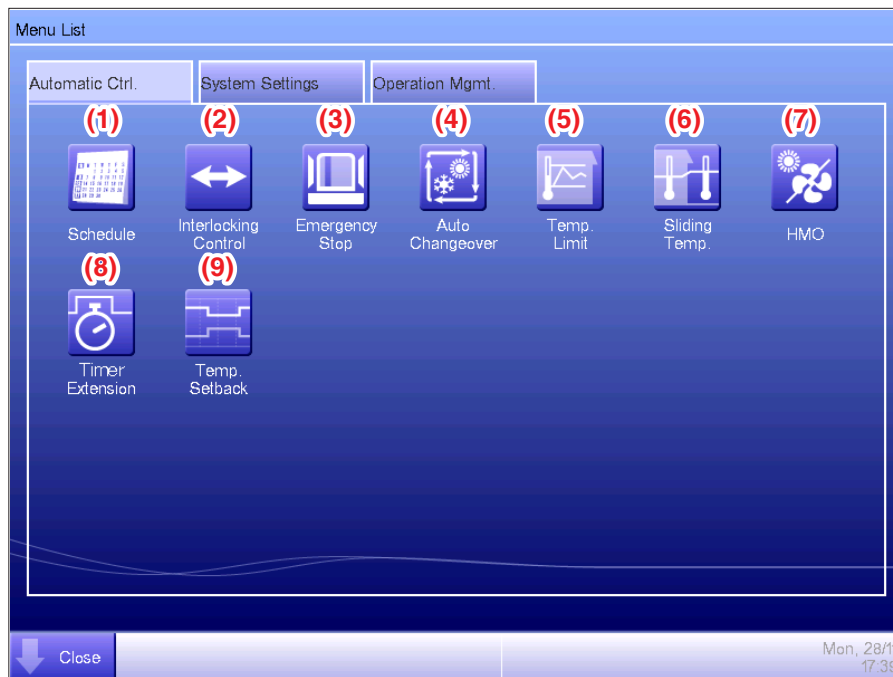 Menu List
Automatic Ctrl. System Settings Operation Mgmt.
(1) (2) (3) (4) (5) (6) (7)
Schedule
Interlocking
Control
Emergency
Stop
Auto
Changeover
Temp.
Limit
Sliding
Temp.
HMO
(8) (9)
Timer
Extension
Temp.
Setback
Close
Mon, 28/1
17:39